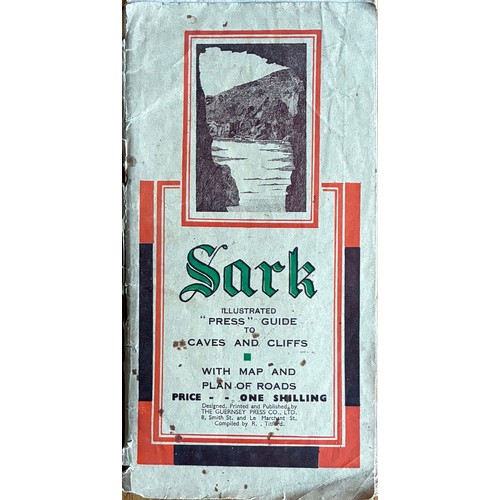 Sark
ILLUSTRATED
"PRESS" GUIDE
TO
CAVES AND CLIFFS
WITH MAP AND
PLAN OF ROADS
PRICE - - ONE SHILLING
Designed, Printed and Published by
THE GUERNSEY PRESS CO., LTD.
8, Smith St. and Le Marchant St.
Compiled by R. . Titford.